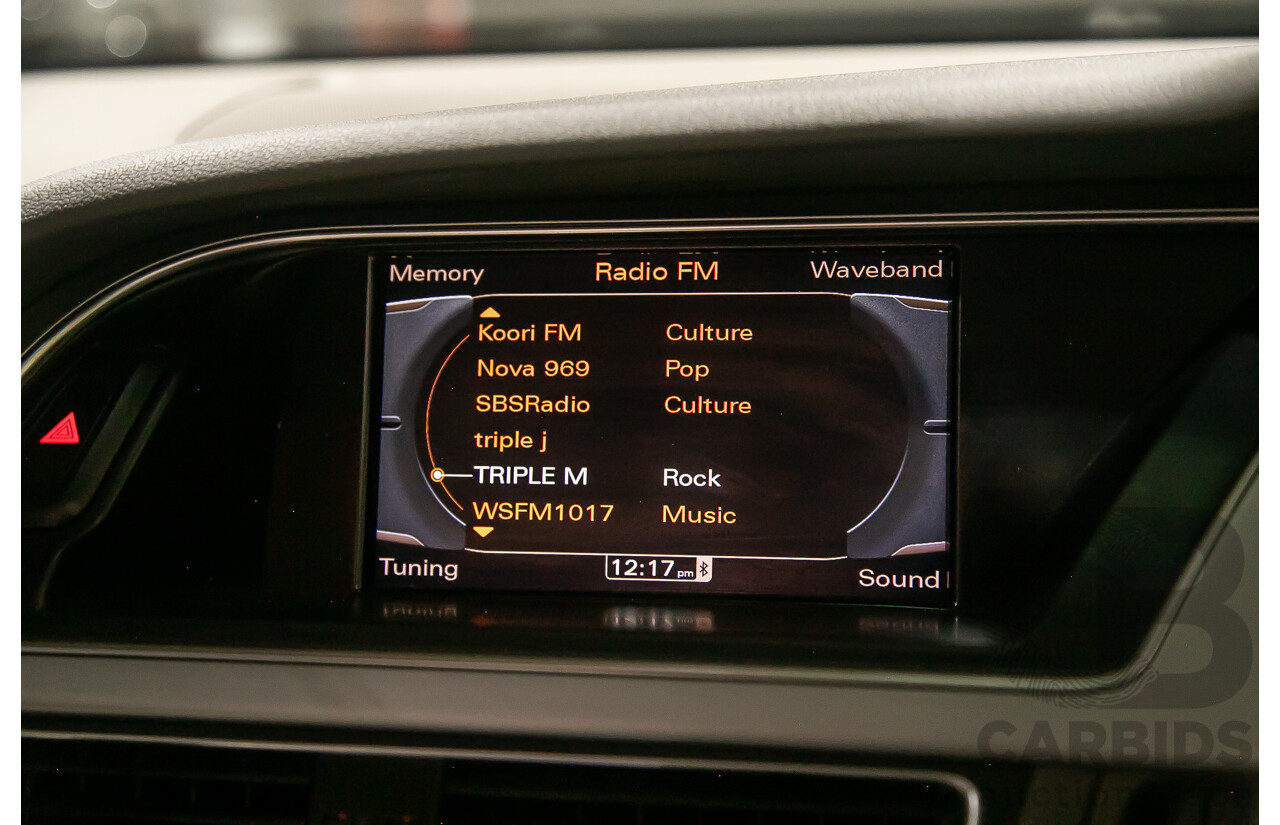 Memory Radio FM Waveband
Koori FM Culture
Nova 969 Pop
SBSRadio Culture
triple j
TRIPLE M Rock
WSFM1017 Music
Tuning 12:17 pm Sound
B
CARBIDS